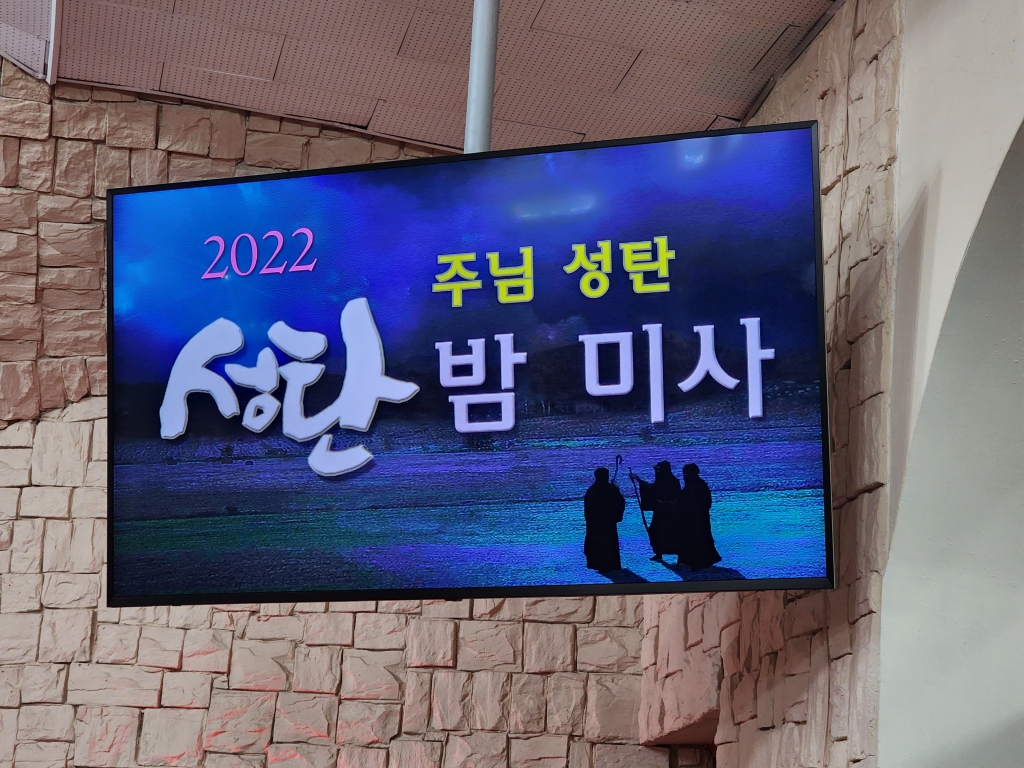 2022
주님 성탄
성탄 밤 미사